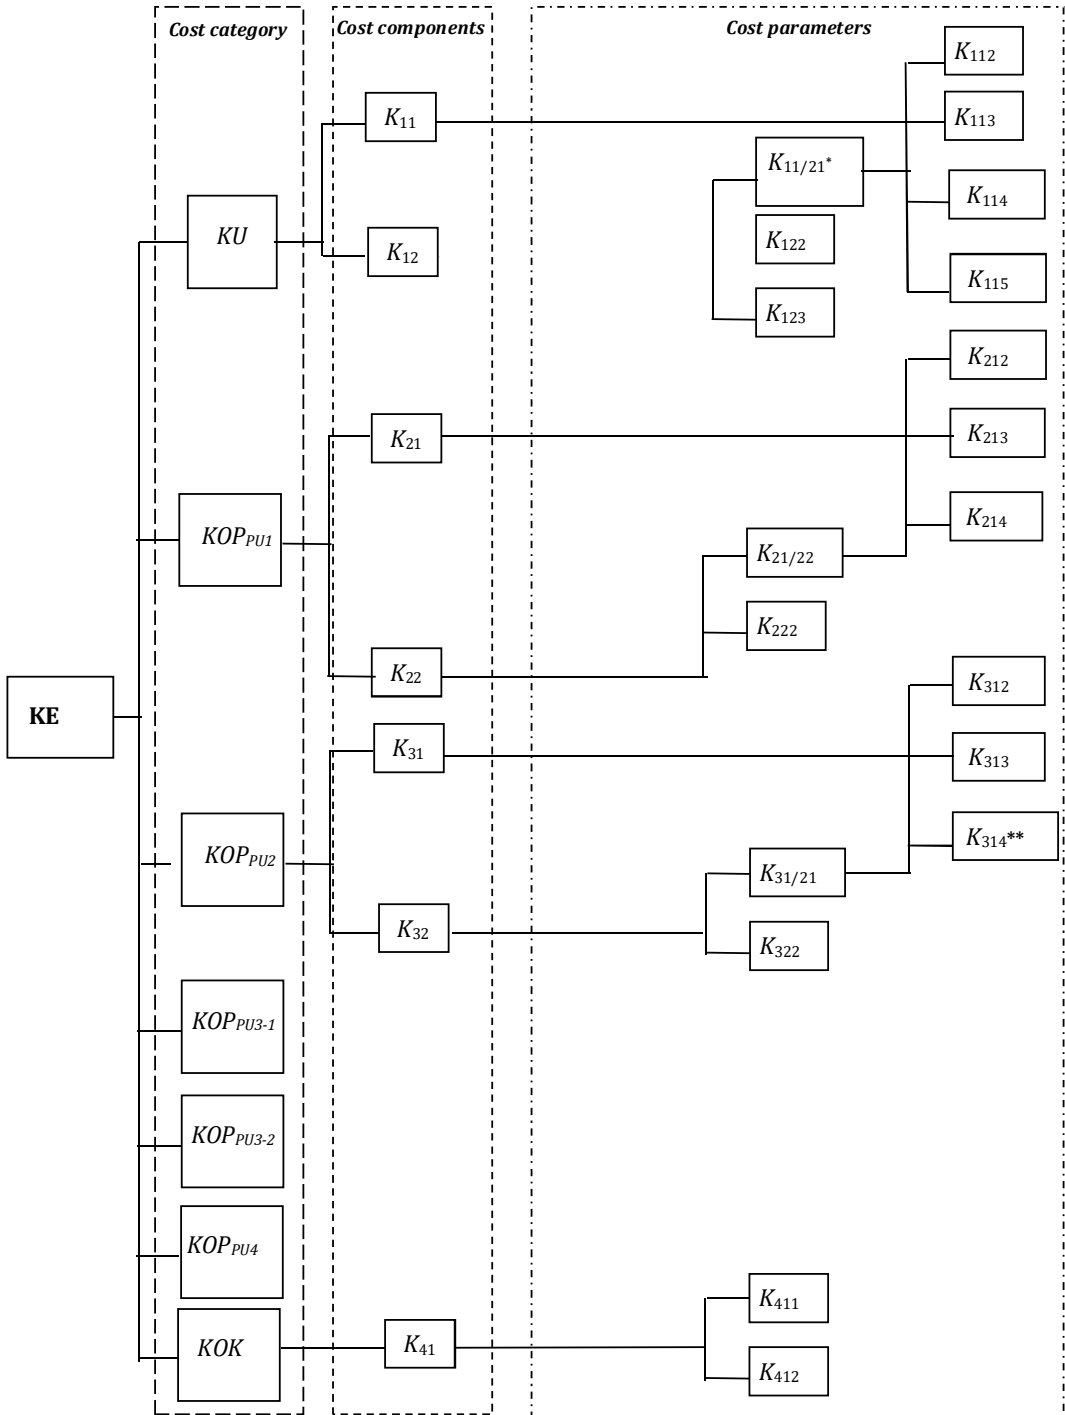 Cost category
Cost components
Cost parameters
K112
K11
K113
K11/21*
K114
KU
K12
K122
K115
K123
K212
K21
K213
K214
KOPPU1
K21/22
K222
K22
K312
KE
K31
K313
K314**
KOPPU2
K31/21
K32
K322
KOPPU3-1
KOPPU3-2
KOPPU4
K411
KOK
K41
K412